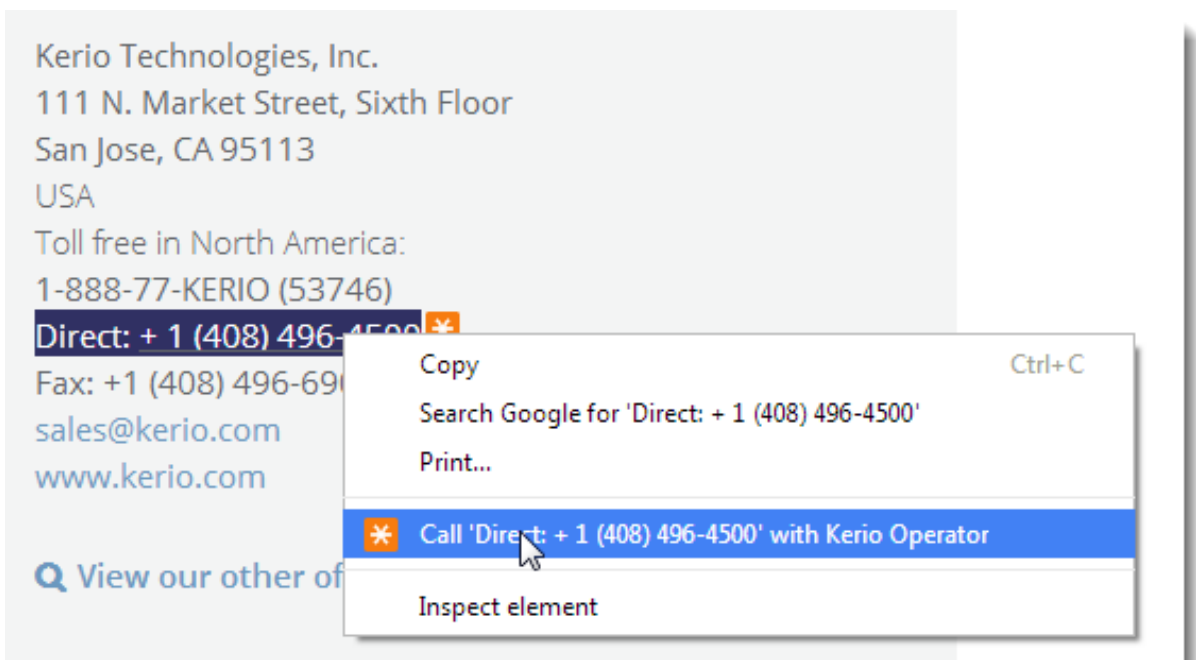 Kerio Technologies, Inc.
111 N. Market Street, Sixth Floor
San Jose, CA 95113
USA
Toll free in North America:
1-888-77-KERIO (53746)
Direct: + 1 (408) 496-4500
Fax: +1 (408)
sales@kerio.com
www.kerio.com
View our other
Copy Ctrl+C
Search Google for 'Direct: + 1 (408) 496-4500'
Print...
Call 'Direct: + 1 (408) 496-4500' with Kerio Operator
Inspect element